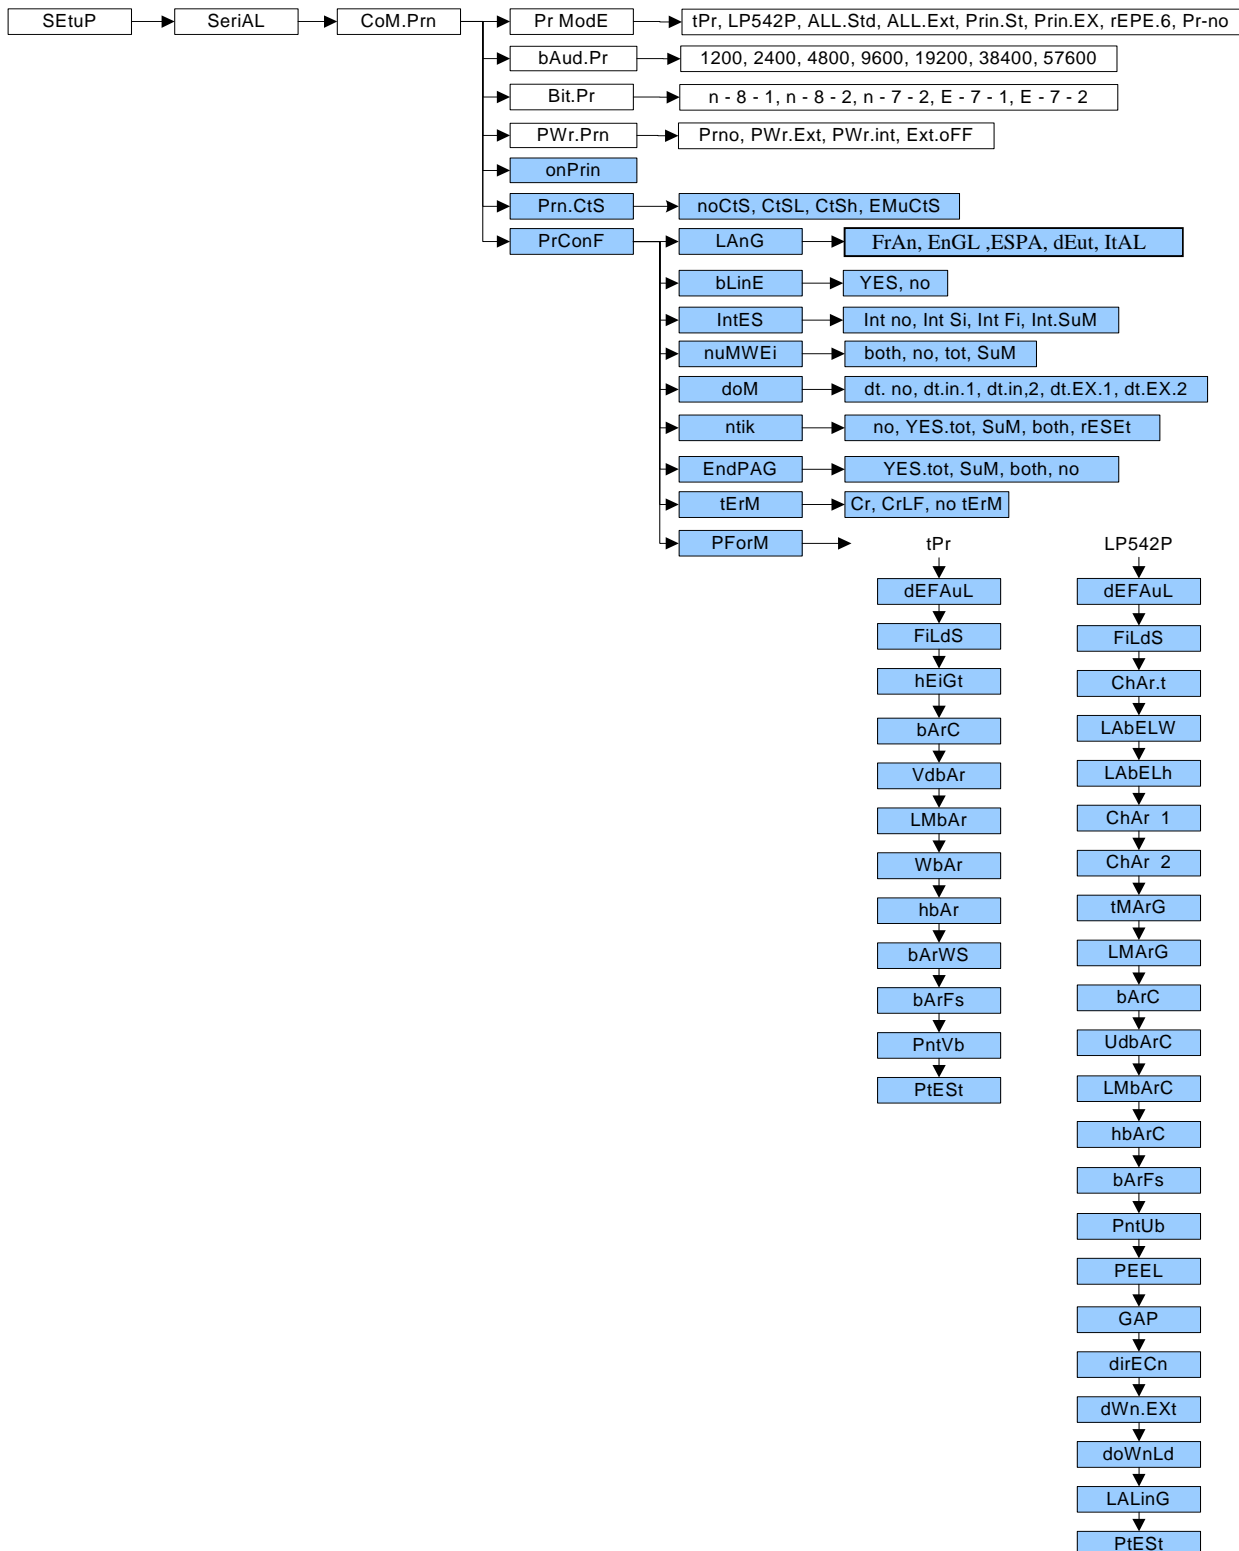 SEtuP SeriAL CoM.Prn Pr ModE tPr, LP542P, ALL.Std, ALL.Ext, Prin.St, Prin.EX, rEPE.6, Pr-no
bAud.Pr 1200, 2400, 4800, 9600, 19200, 38400, 57600
Bit.Pr n - 8 - 1, n - 8 - 2, n - 7 - 2, E - 7 - 1, E - 7 - 2
PWr.Prn Prno, PWr.Ext, PWr.int, Ext.oFF
onPrin
Prn.CtS noCtS, CtSL, CtSh, EMuCtS
PrConF LAnG FrAn, EnGL ,ESPA, dEut, ItAL
bLinE YES, no
IntES Int no, Int Si, Int Fi, Int.SuM
nuMWEi both, no, tot, SuM
doM dt. no, dt.in.1, dt.in,2, dt.EX.1, dt.EX.2
ntik no, YES.tot, SuM, both, rESEt
EndPAG YES.tot, SuM, both, no
tErM Cr, CrLF, no tErM
PForM tPr LP542P
dEFAuL dEFAuL
FiLdS FiLdS
hEiGt ChAr.t
bArC LAbELW
VdbAr LAbELh
LMbAr ChAr 1
WbAr ChAr 2
hbAr tMArG
bArWS LMArG
bArFs bArC
PntVb UdbArC
PtESt LMbArC
hbArC
bArFs
PntUb
PEEL
GAP
dirECn
dWn.EXt
doWnLd
LALinG
PtESt